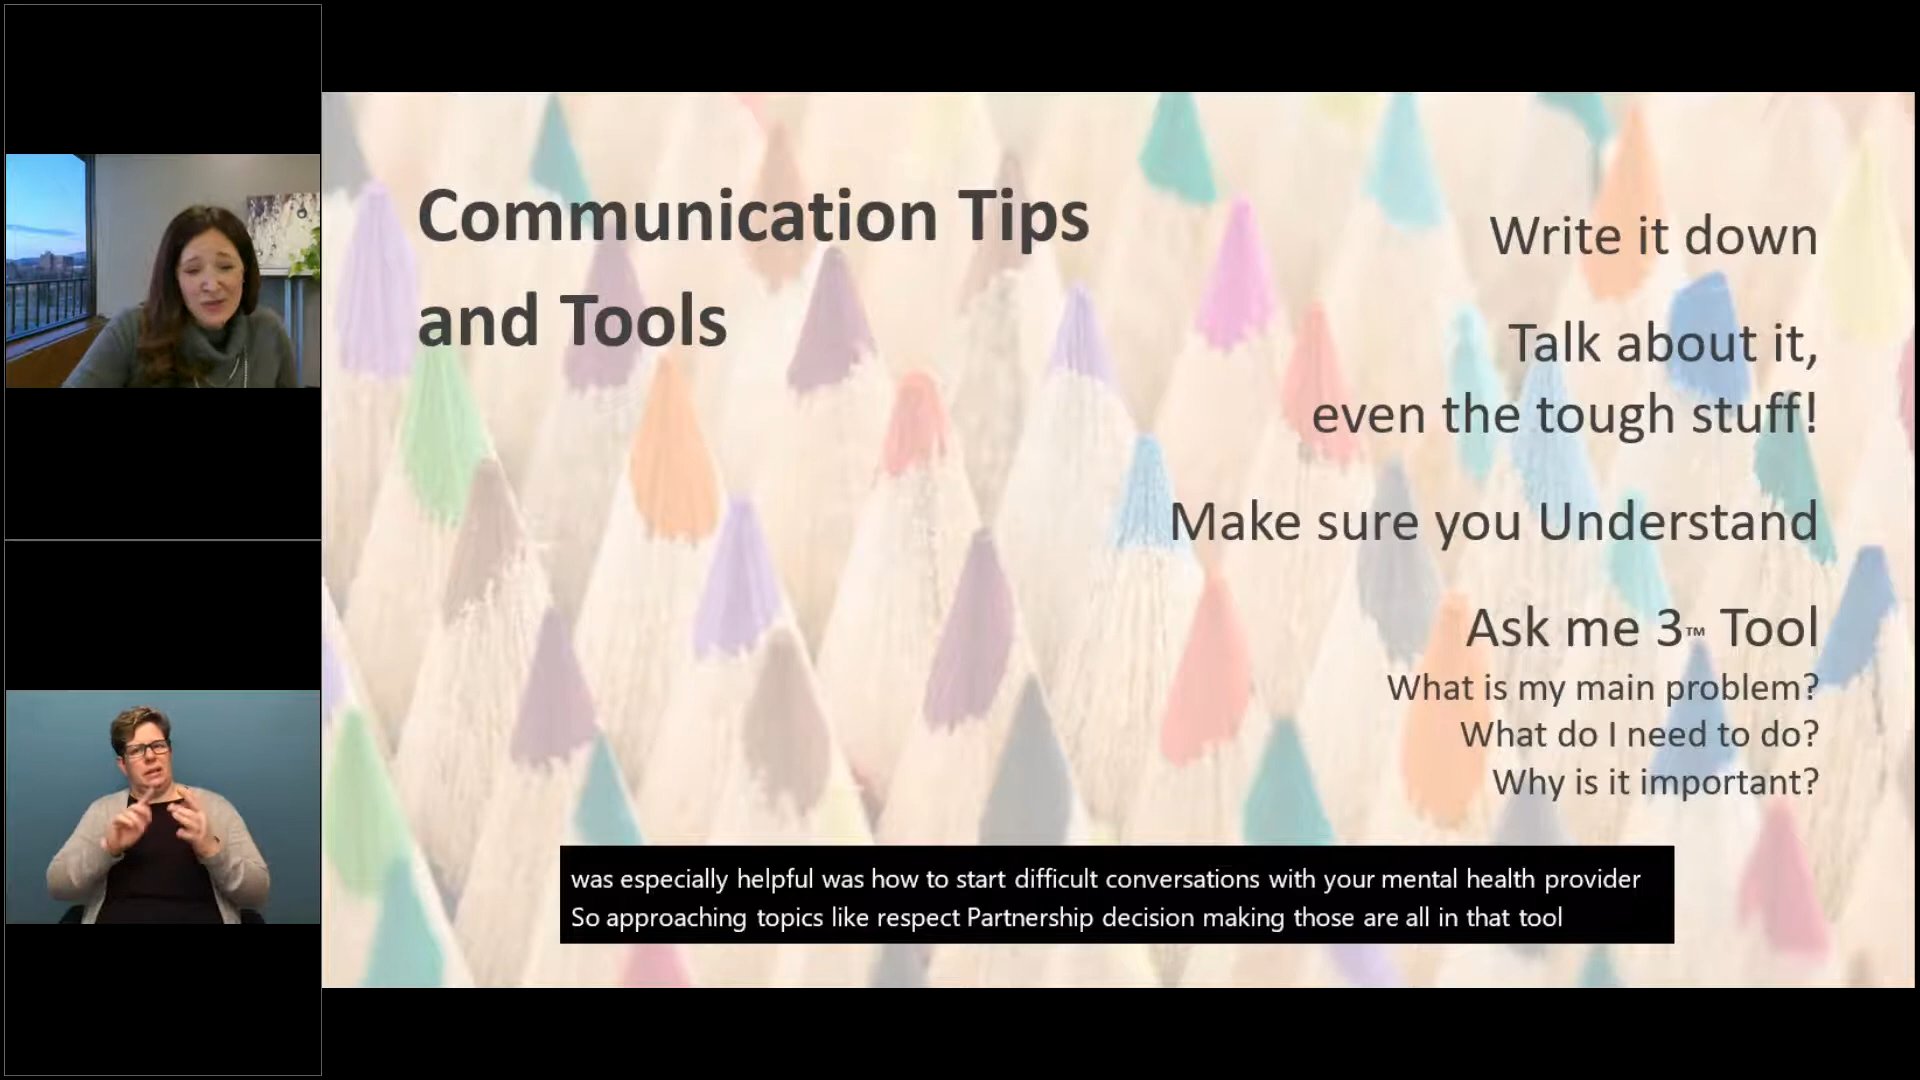 Communication Tips
and Tools
Write it down
Talk about it,
even the tough stuff!
Make sure you Understand
Ask me 3™ Tool
What is my main problem?
What do I need to do?
Why is it important?
was especially helpful was how to start difficult conversations with your mental health provider
So approaching topics like respect Partnership decision making those are all in that tool